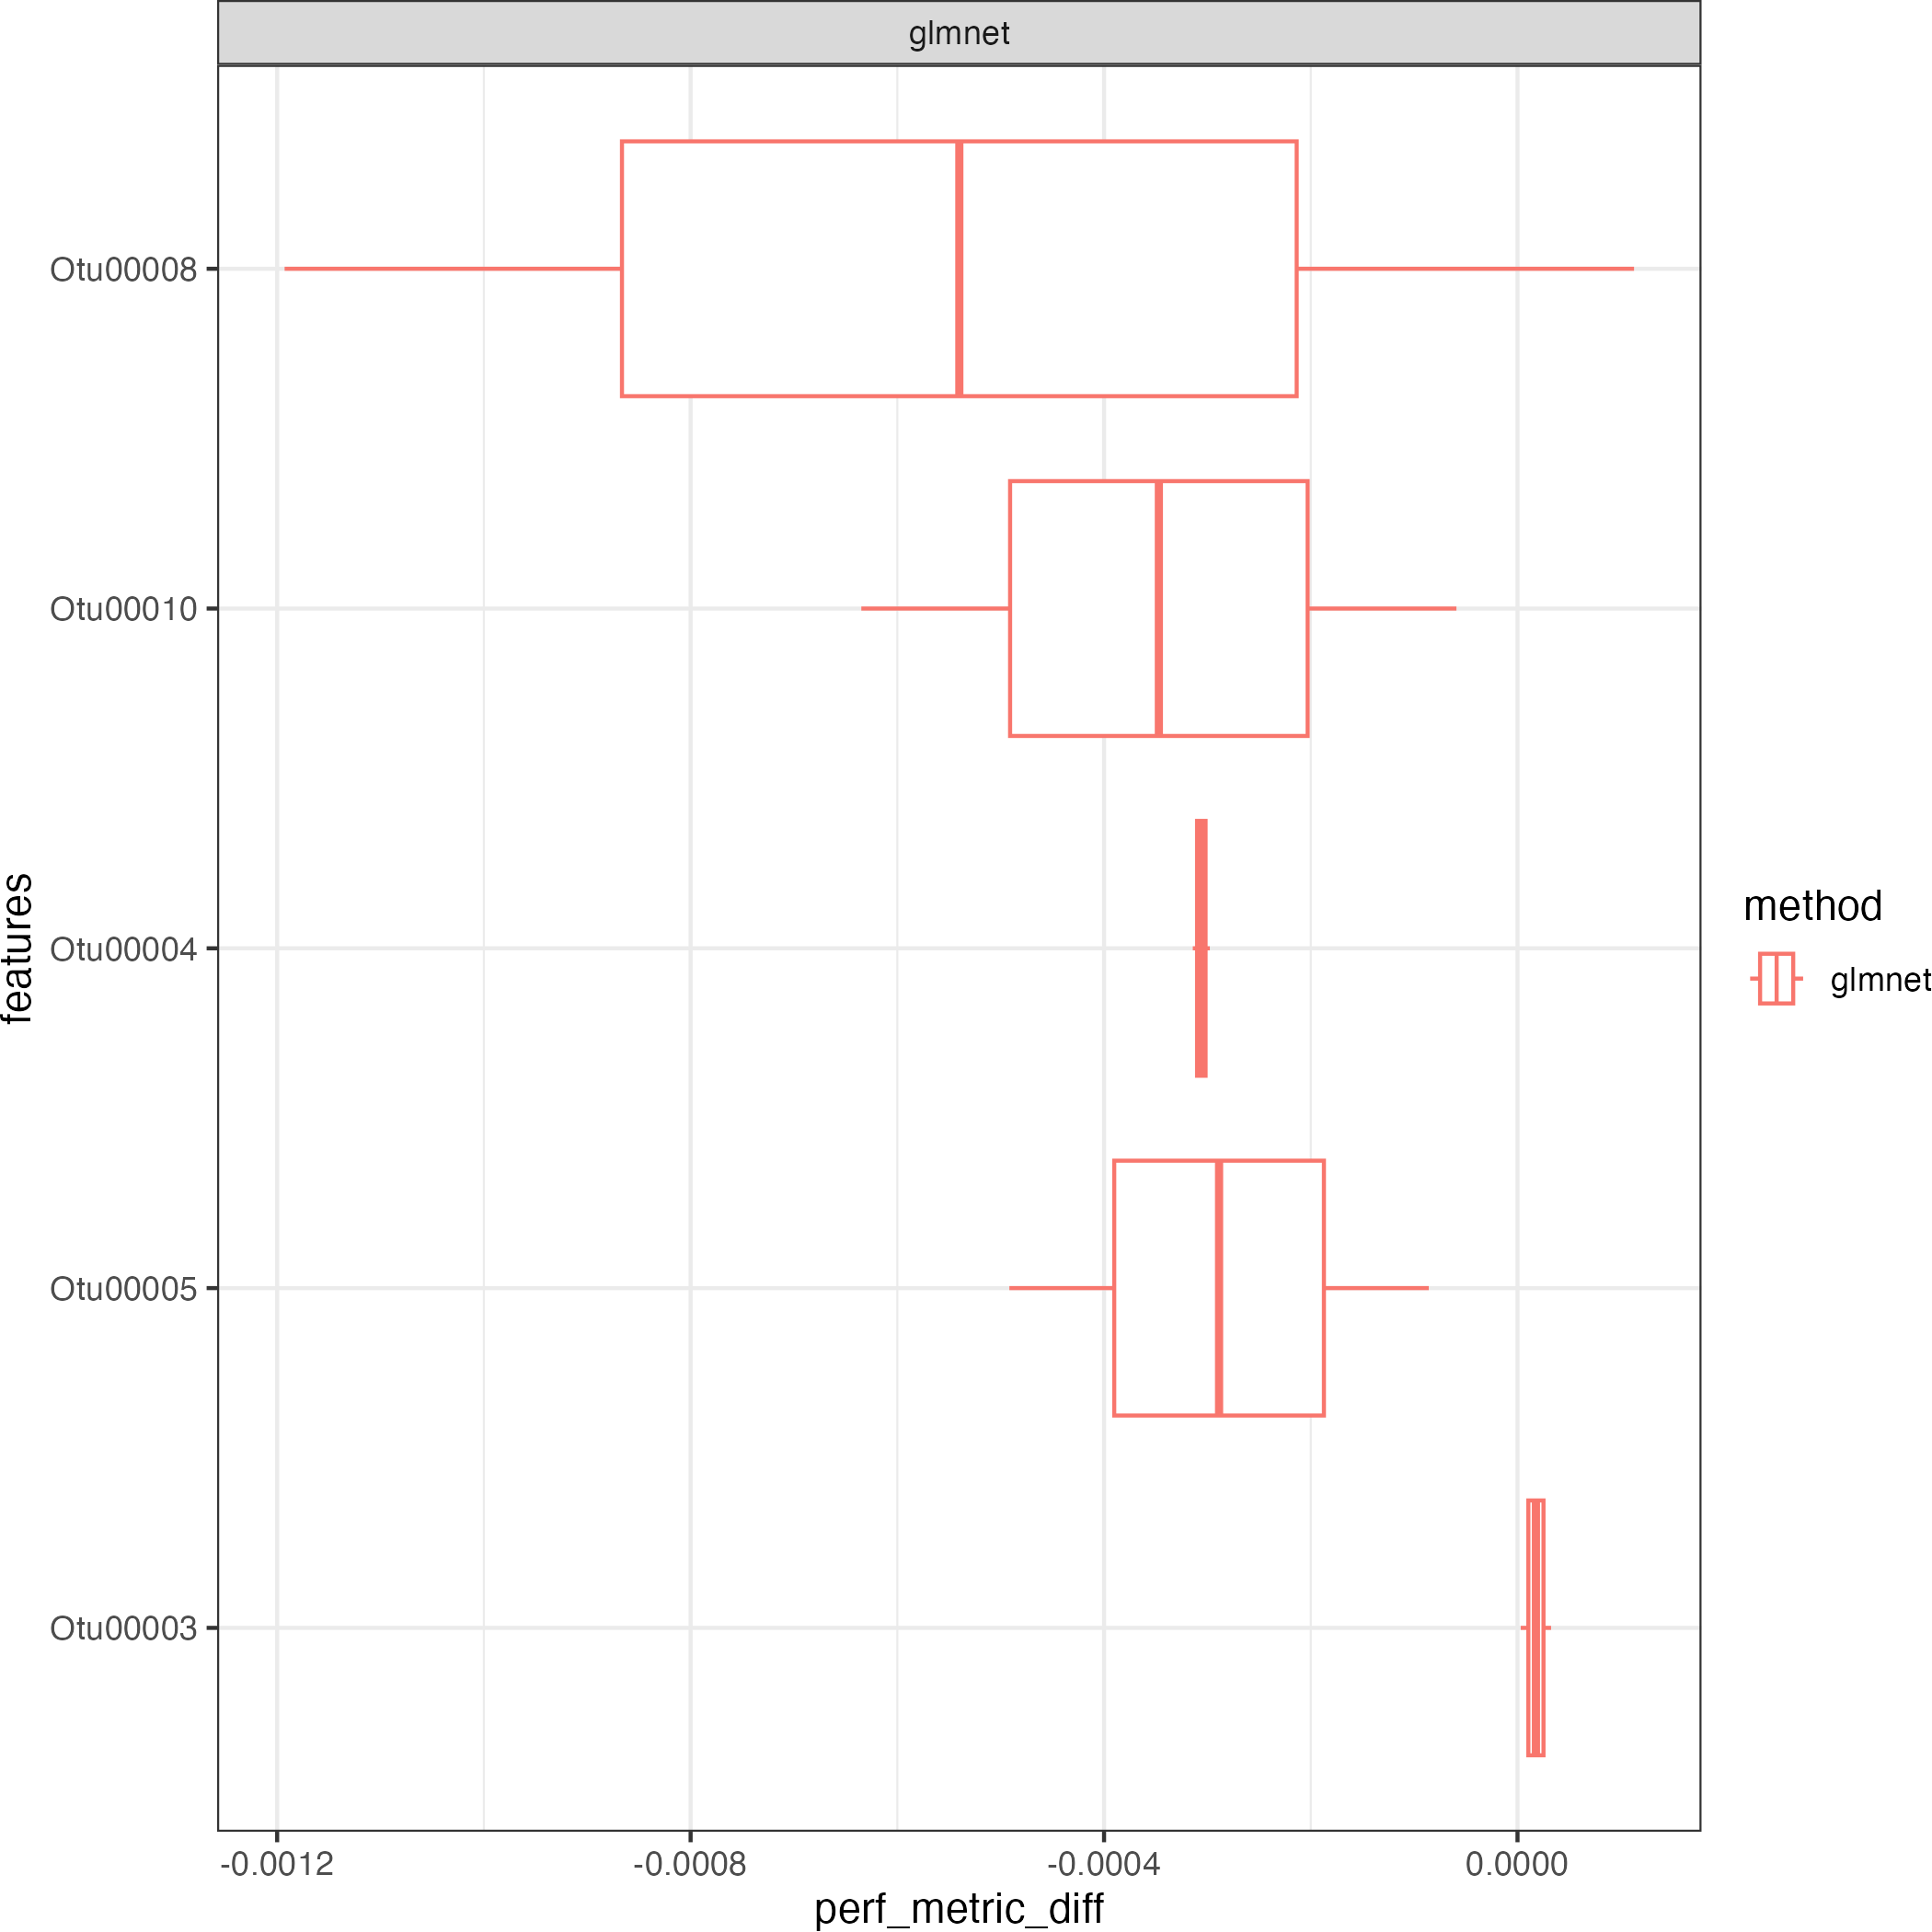 glmnet
Otu00008
Otu00010
Otu00004
Otu00005
Otu00003
features
-0.0012
-0.0008
-0.0004
0.0000
perf_metric_diff
method
glmnet